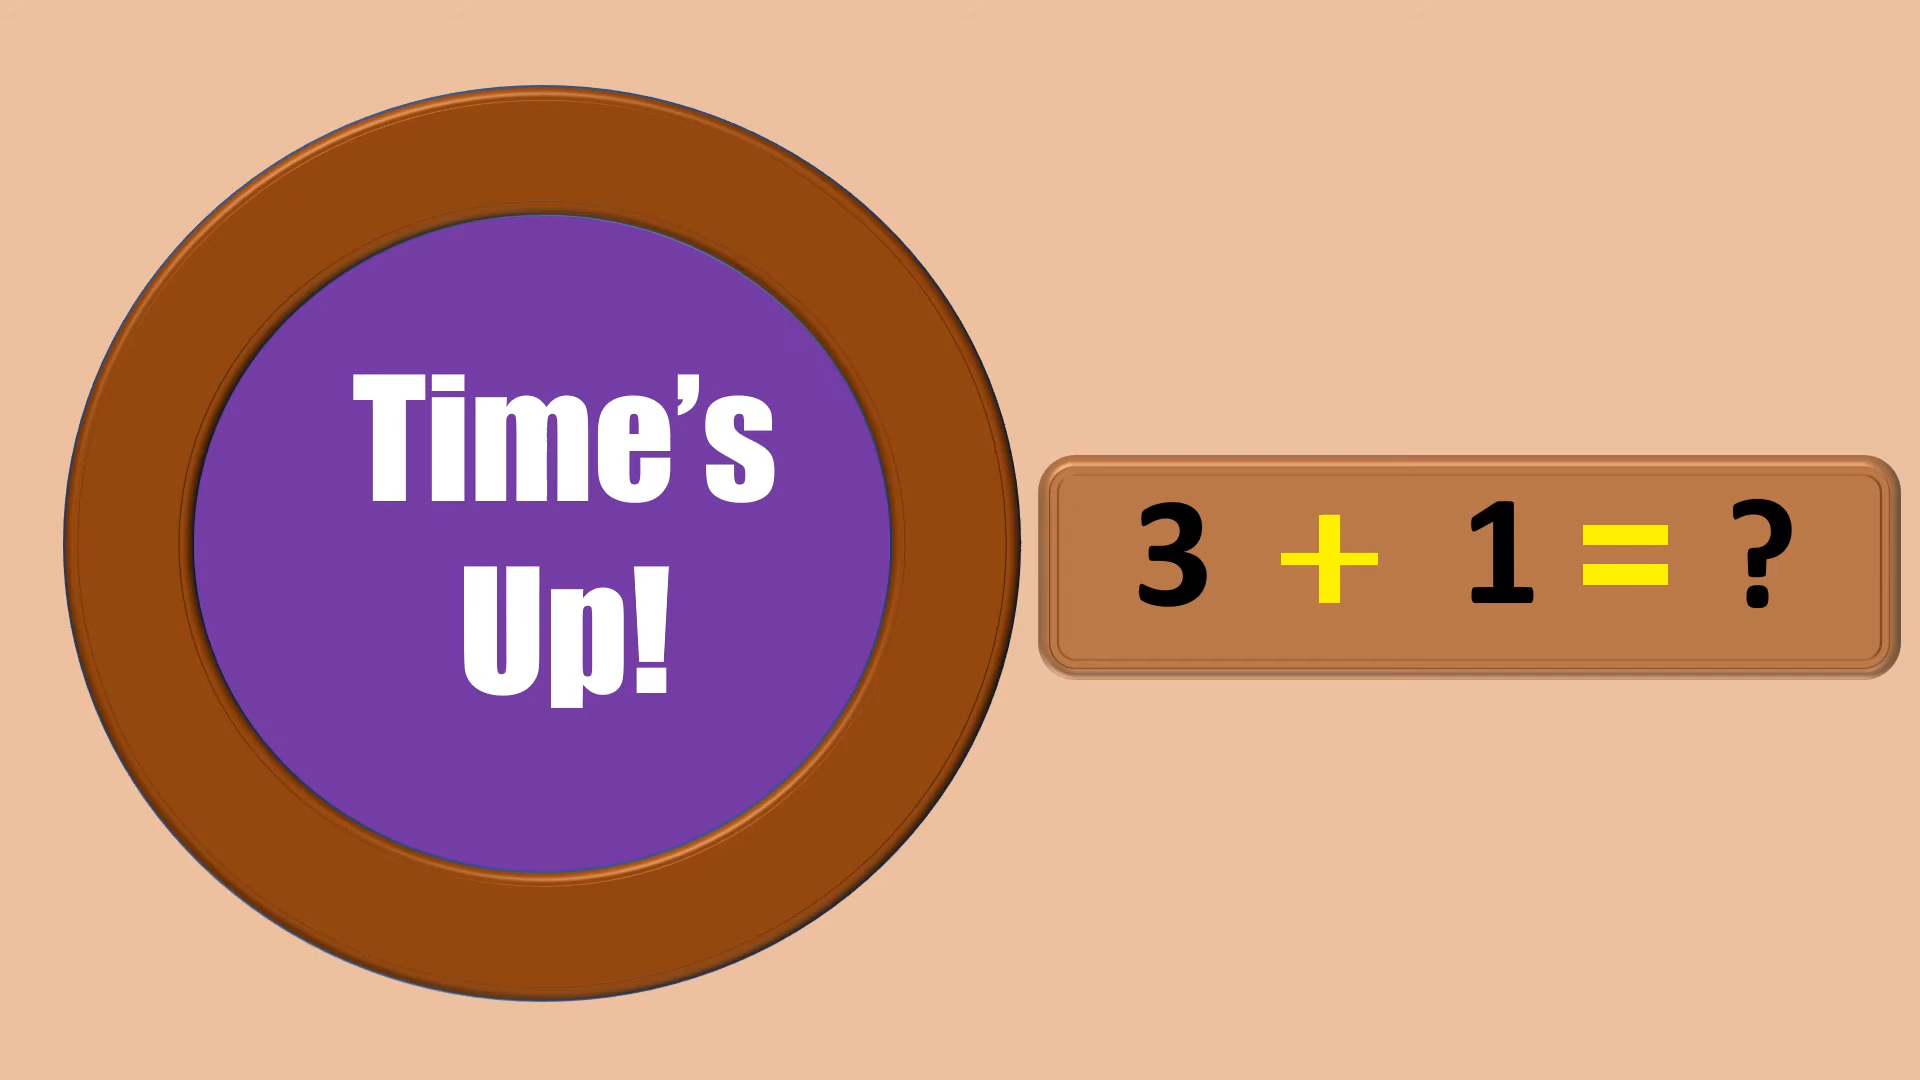 Time’s
Up!
3 + 1 = ?